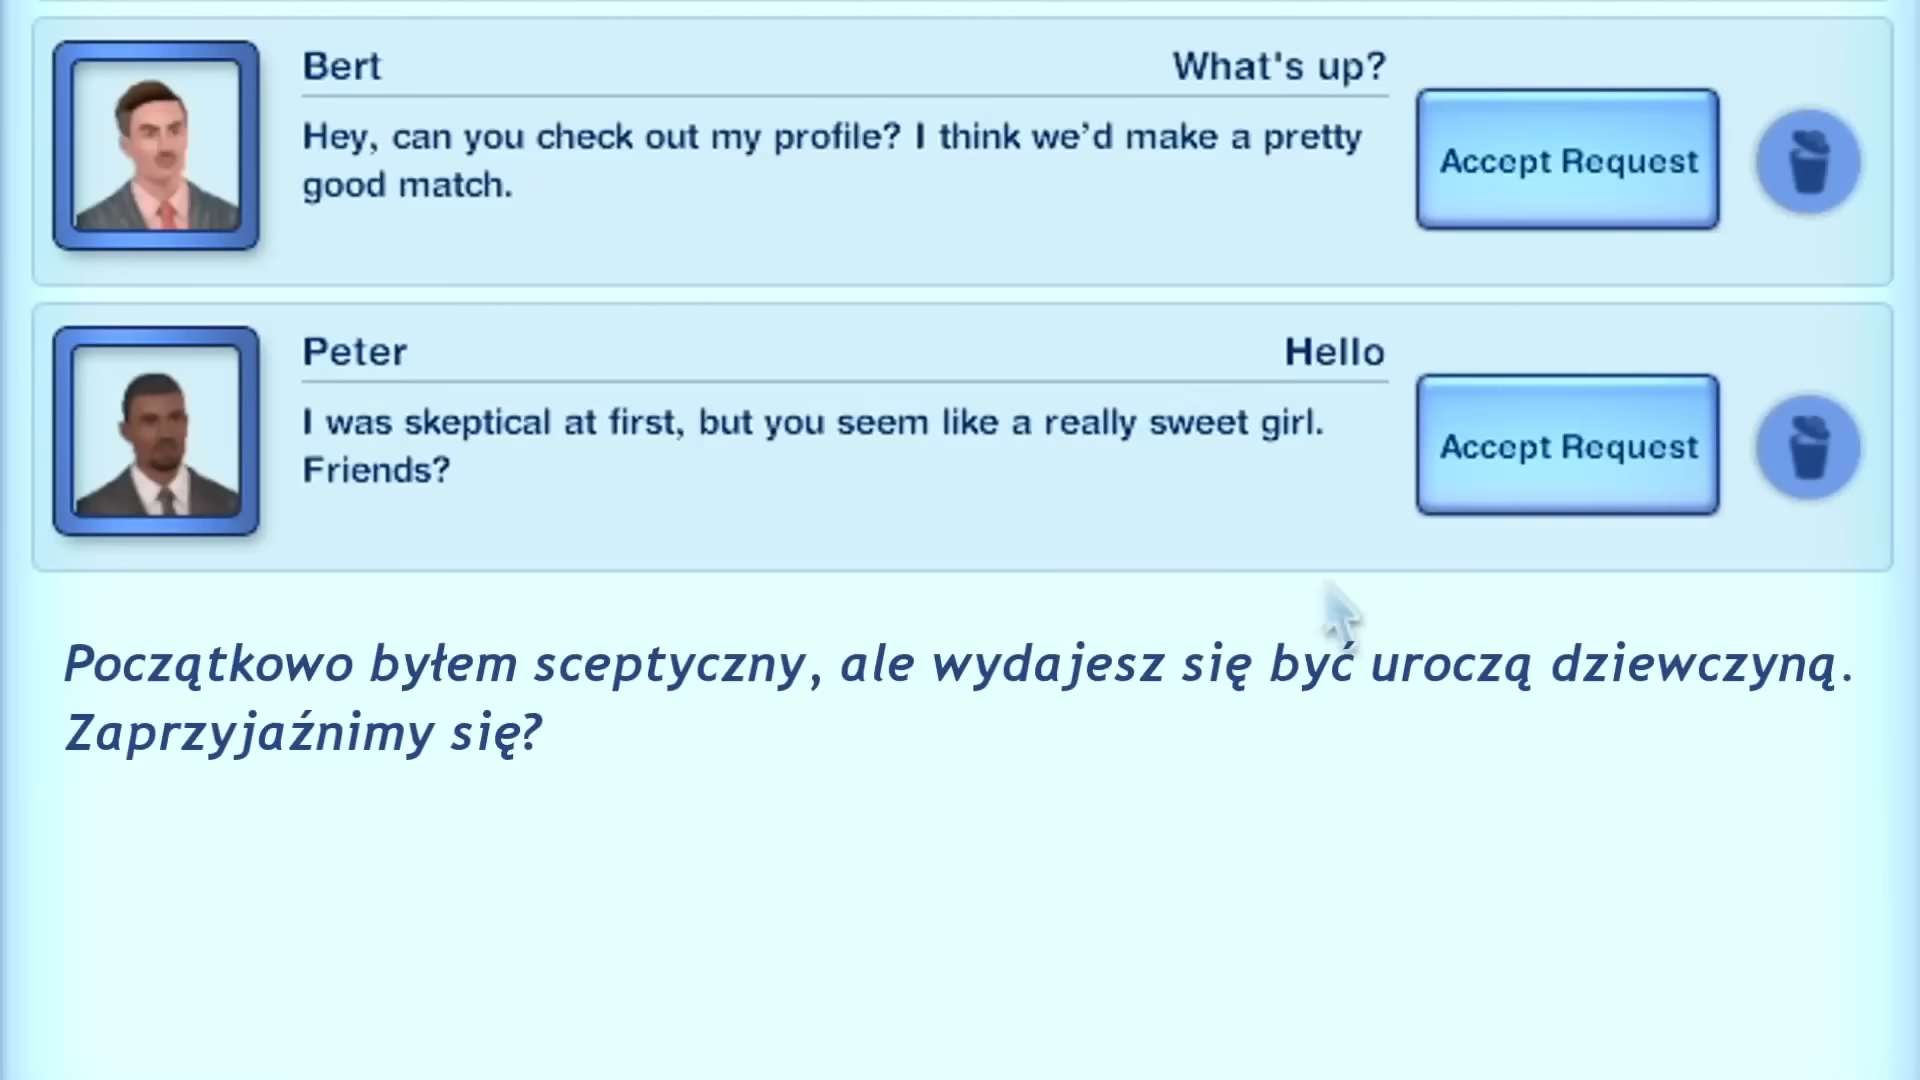 Bert
What's up?
Hey, can you check out my profile? I think we’d make a pretty
good match.
Accept Request
Peter
Hello
I was skeptical at first, but you seem like a really sweet girl.
Friends?
Accept Request
Początkowo byłem sceptyczny, ale wydajesz się być uroczą dziewczyną.
Zaprzyjaźnimy się?